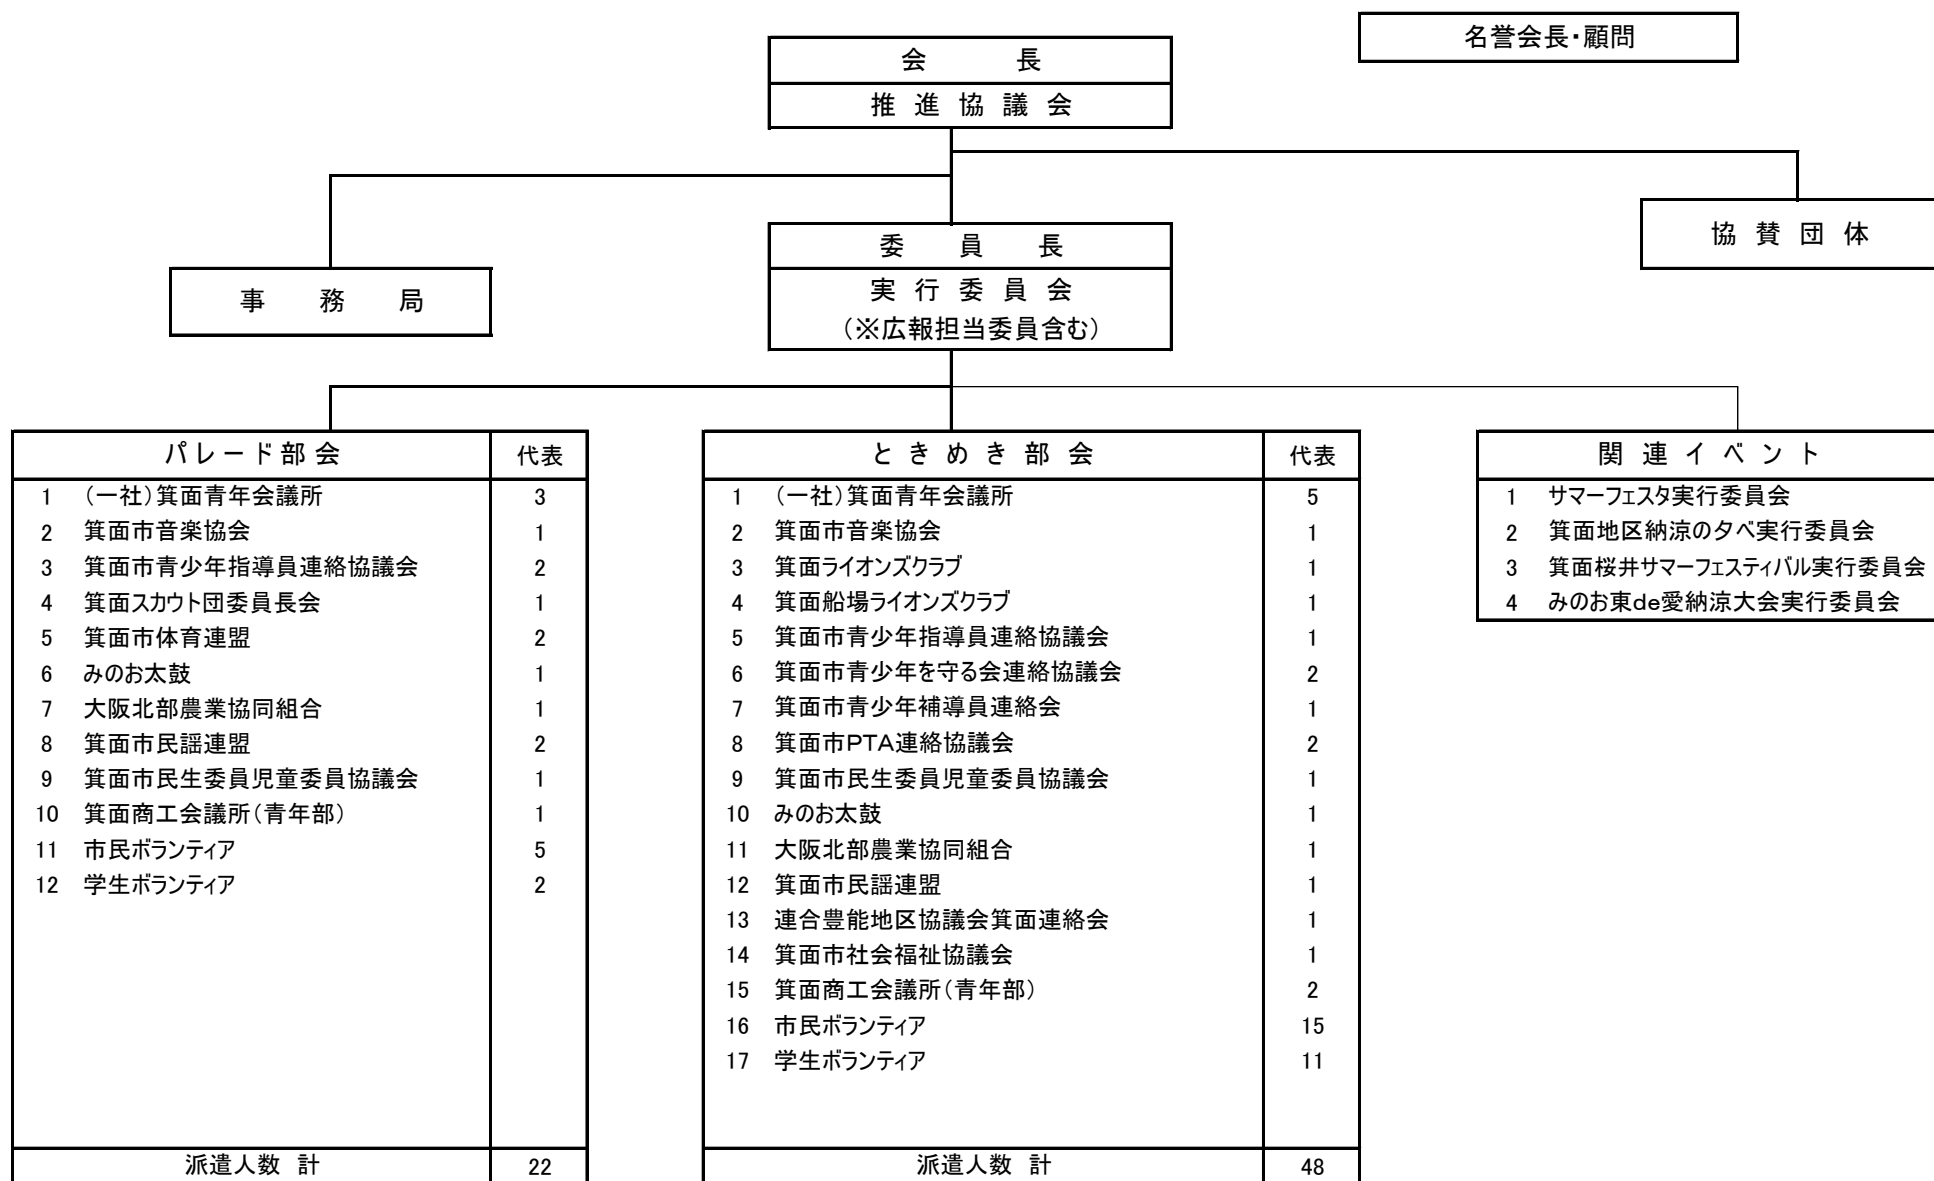 名誉会長・顧問
会長
推進協議会
協賛団体
委員長
実行委員会
(※広報担当委員含む)
事務局
パレード部会 代表
1 (一社)箕面青年会議所 3
2 箕面市音楽協会 1
3 箕面市青少年指導員連絡協議会 2
4 箕面スカウト団委員長会 1
5 箕面市体育連盟 2
6 みのお太鼓 1
7 大阪北部農業協同組合 1
8 箕面市民謡連盟 2
9 箕面市民生委員児童委員協議会 1
10 箕面商工会議所(青年部) 1
11 市民ボランティア 5
12 学生ボランティア 2
派遣人数 計 22
ときめき部会 代表
1 (一社)箕面青年会議所 5
2 箕面市音楽協会 1
3 箕面ライオンズクラブ 1
4 箕面船場ライオンズクラブ 1
5 箕面市青少年指導員連絡協議会 1
6 箕面市青少年を守る会連絡協議会 2
7 箕面市青少年補導員連絡会 1
8 箕面市PTA連絡協議会 2
9 箕面市民生委員児童委員協議会 1
10 みのお太鼓 1
11 大阪北部農業協同組合 1
12 箕面市民謡連盟 1
13 連合豊能地区協議会箕面連絡会 1
14 箕面市社会福祉協議会 1
15 箕面商工会議所(青年部) 2
16 市民ボランティア 15
17 学生ボランティア 11
派遣人数 計 48
関連イベント
1 サマーフェスタ実行委員会
2 箕面地区納涼の夕べ実行委員会
3 箕面桜井サマーフェスティバル実行委員会
4 みのお東de愛納涼大会実行委員会